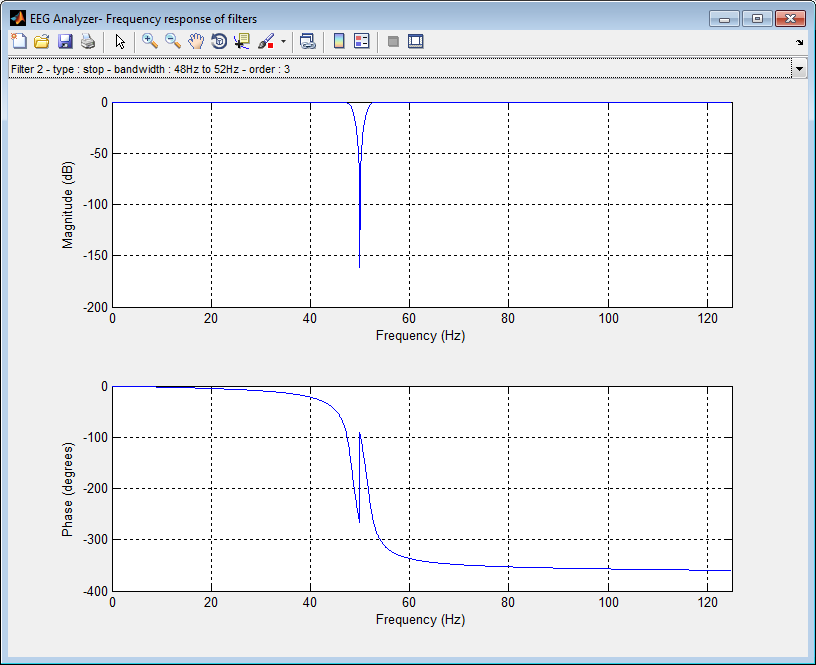 EEG Analyzer- Frequency response of filters
Filter 2 - type : stop - bandwidth : 48Hz to 52Hz - order : 3
0
-50
-100
-150
-200
Magnitude (dB)
0 20 40 60 80 100 120
Frequency (Hz)
0
-100
-200
-300
-400
Phase (degrees)
0 20 40 60 80 100 120
Frequency (Hz)